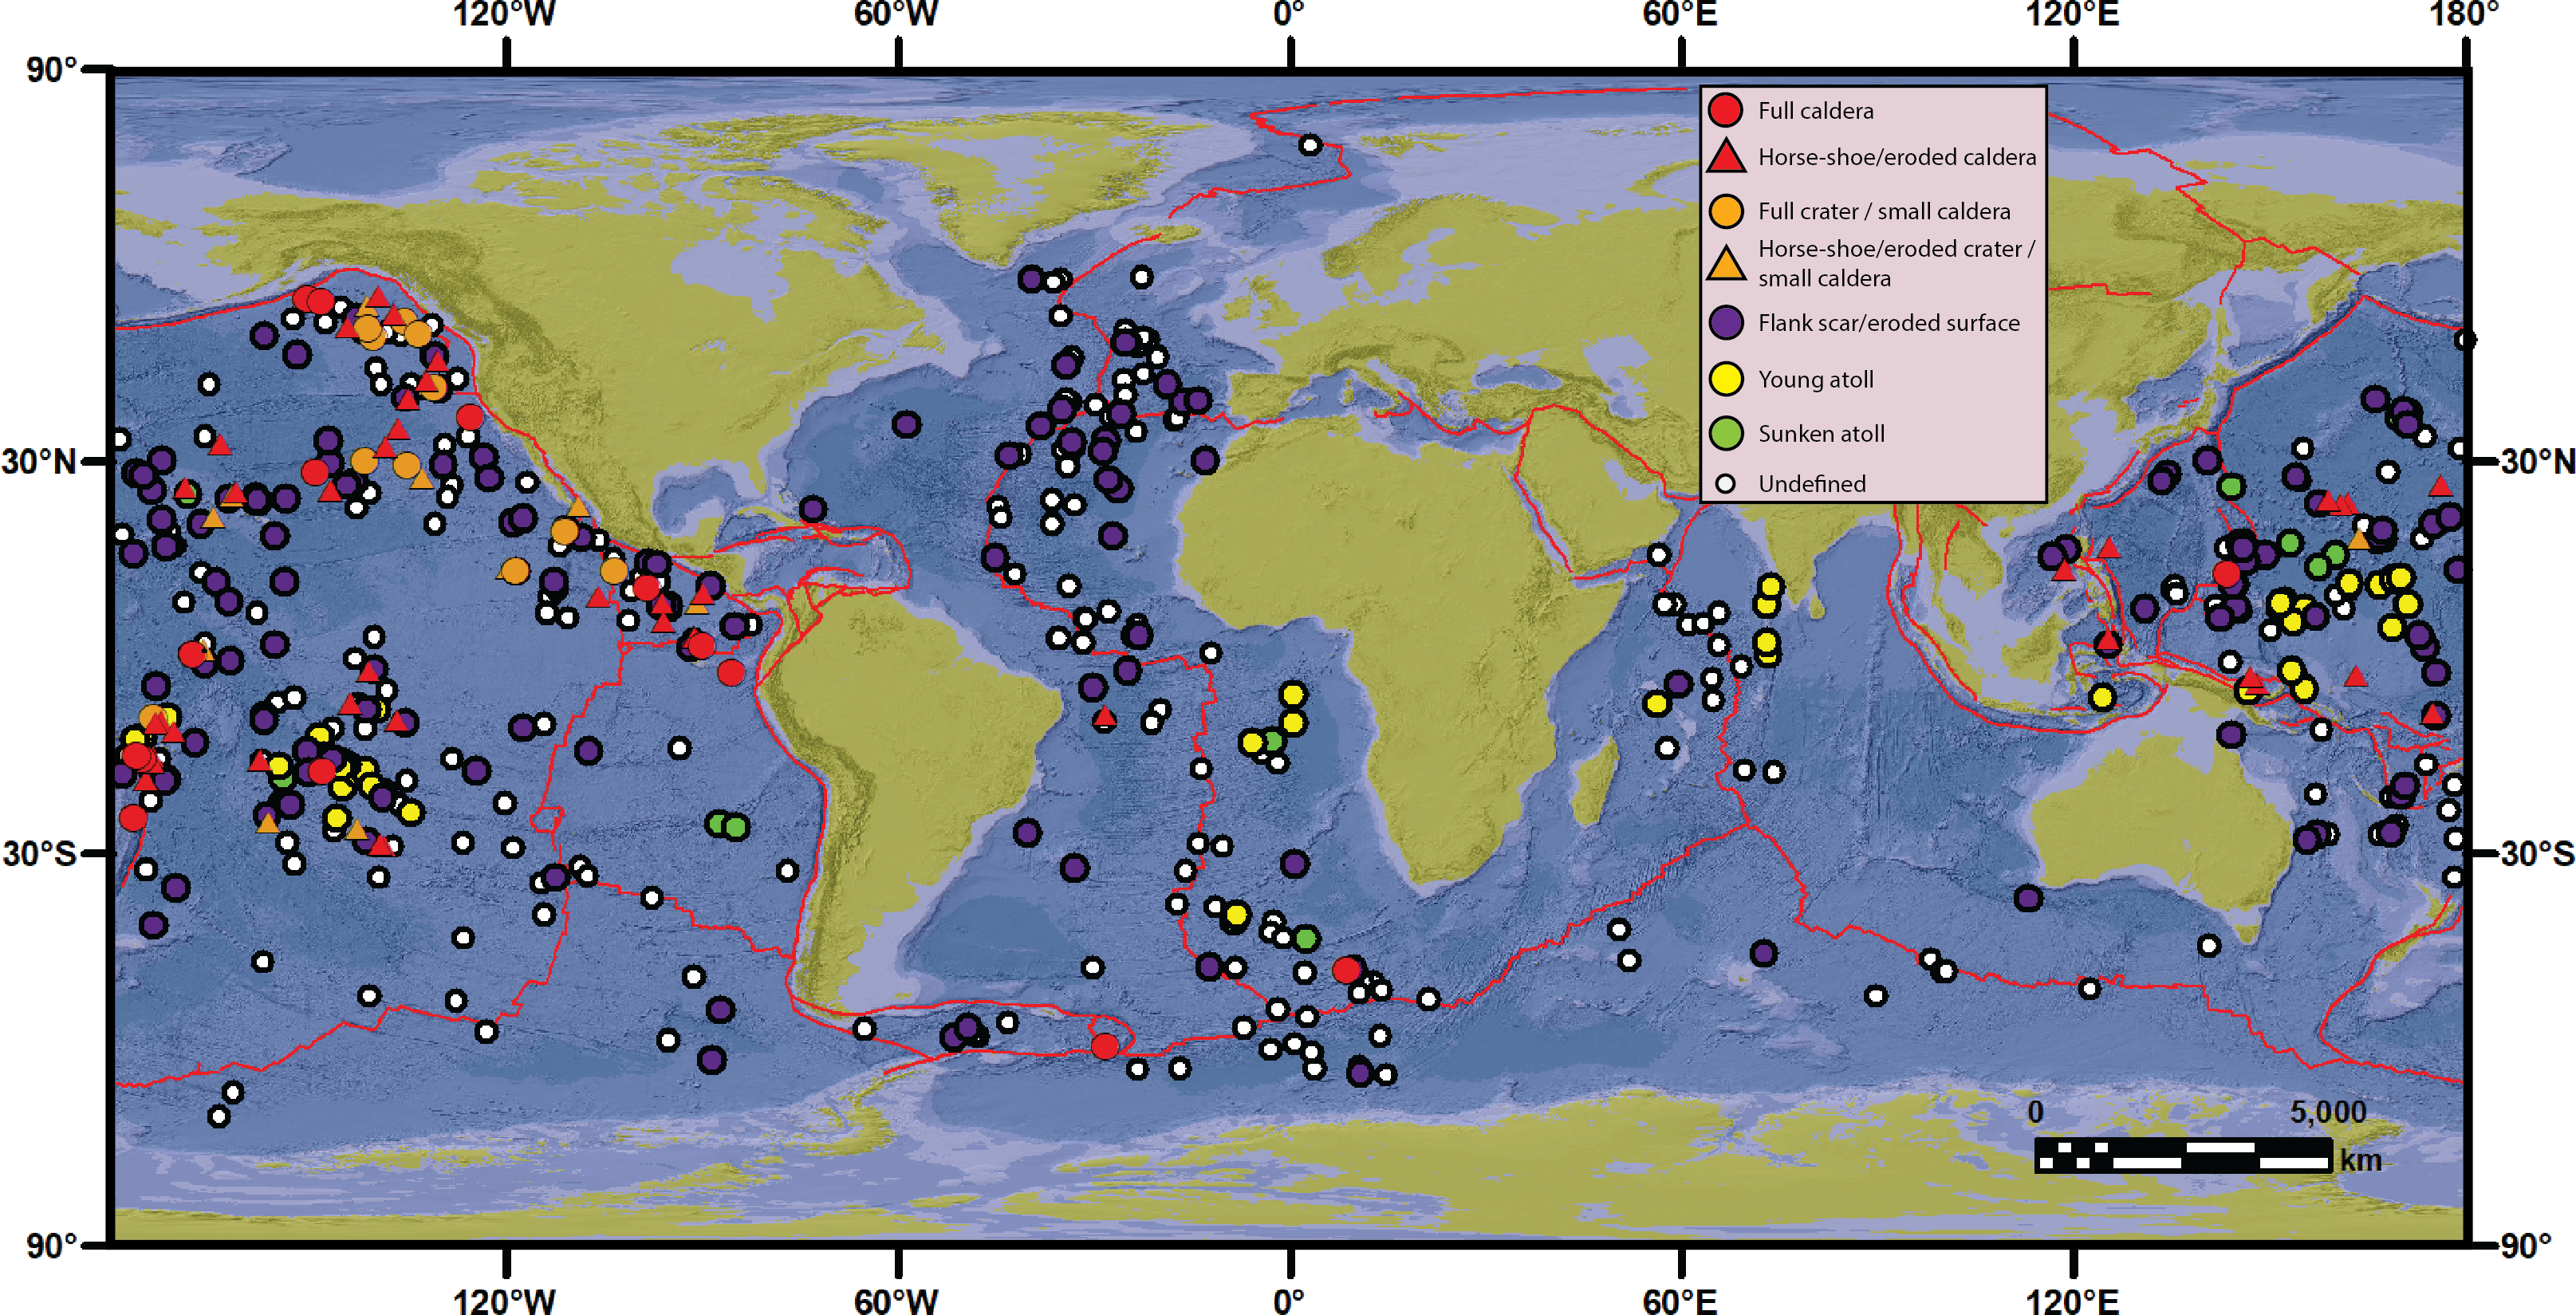 120°W 60°W 0° 60°E 120°E 180°
90°
Full caldera
Horse-shoe/eroded caldera
Full crater / small caldera
Horse-shoe/eroded crater /
small caldera
Flank scar/eroded surface
Young atoll
Sunken atoll
Undefined
30°N 30°N
30°S 30°S
0 5,000
km
90° 90°
120°W 60°W 0° 60°E 120°E